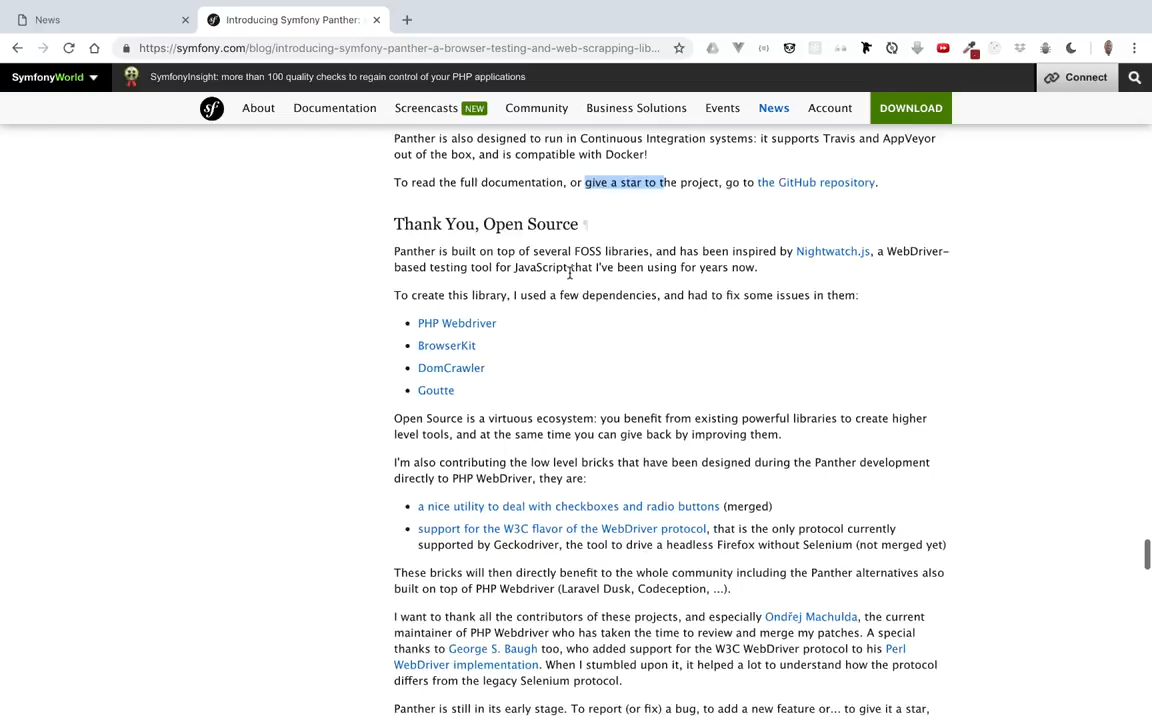 News
Introducing Symfony Panther:
https://symfony.com/blog/introducing-symfony-panther-a-browser-testing-and-web-scrapping-lib...
SymfonyWorld
SymfonyInsight: more than 100 quality checks to regain control of your PHP applications
Connect
sf About Documentation Screencasts NEW Community Business Solutions Events News Account DOWNLOAD
Panther is also designed to run in Continuous Integration systems: it supports Travis and AppVeyor
out of the box, and is compatible with Docker!
To read the full documentation, or give a star to the project, go to the GitHub repository.
Thank You, Open Source ¶
Panther is built on top of several FOSS libraries, and has been inspired by Nightwatch.js, a WebDriver-
based testing tool for JavaScript that I've been using for years now.
To create this library, I used a few dependencies, and had to fix some issues in them:
• PHP Webdriver
• BrowserKit
• DomCrawler
• Goutte
Open Source is a virtuous ecosystem: you benefit from existing powerful libraries to create higher
level tools, and at the same time you can give back by improving them.
I'm also contributing the low level bricks that have been designed during the Panther development
directly to PHP WebDriver, they are:
• a nice utility to deal with checkboxes and radio buttons (merged)
• support for the W3C flavor of the WebDriver protocol, that is the only protocol currently
supported by Geckodriver, the tool to drive a headless Firefox without Selenium (not merged yet)
These bricks will then directly benefit to the whole community including the Panther alternatives also
built on top of PHP Webdriver (Laravel Dusk, Codeception, ...).
I want to thank all the contributors of these projects, and especially Ondřej Machulda, the current
maintainer of PHP Webdriver who has taken the time to review and merge my patches. A special
thanks to George S. Baugh too, who added support for the W3C WebDriver protocol to his Perl
WebDriver implementation. When I stumbled upon it, it helped a lot to understand how the protocol
differs from the legacy Selenium protocol.
Panther is still in its early stage. To report (or fix) a bug, to add a new feature or... to give it a star,